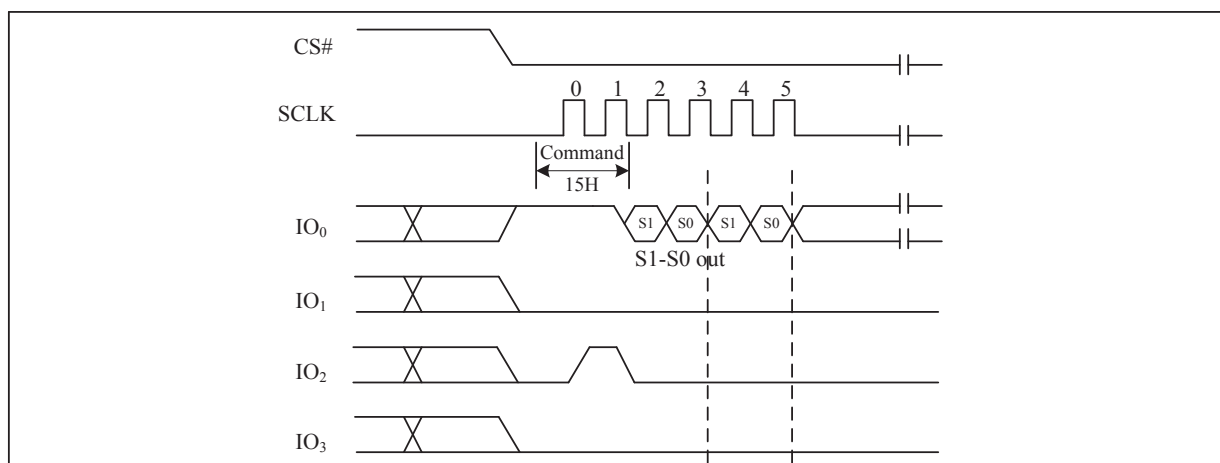 CS#
SCLK
0 1 2 3 4 5
Command
15H
IO0
S1 S0 S1 S0
S1-S0 out
IO1
IO2
IO3